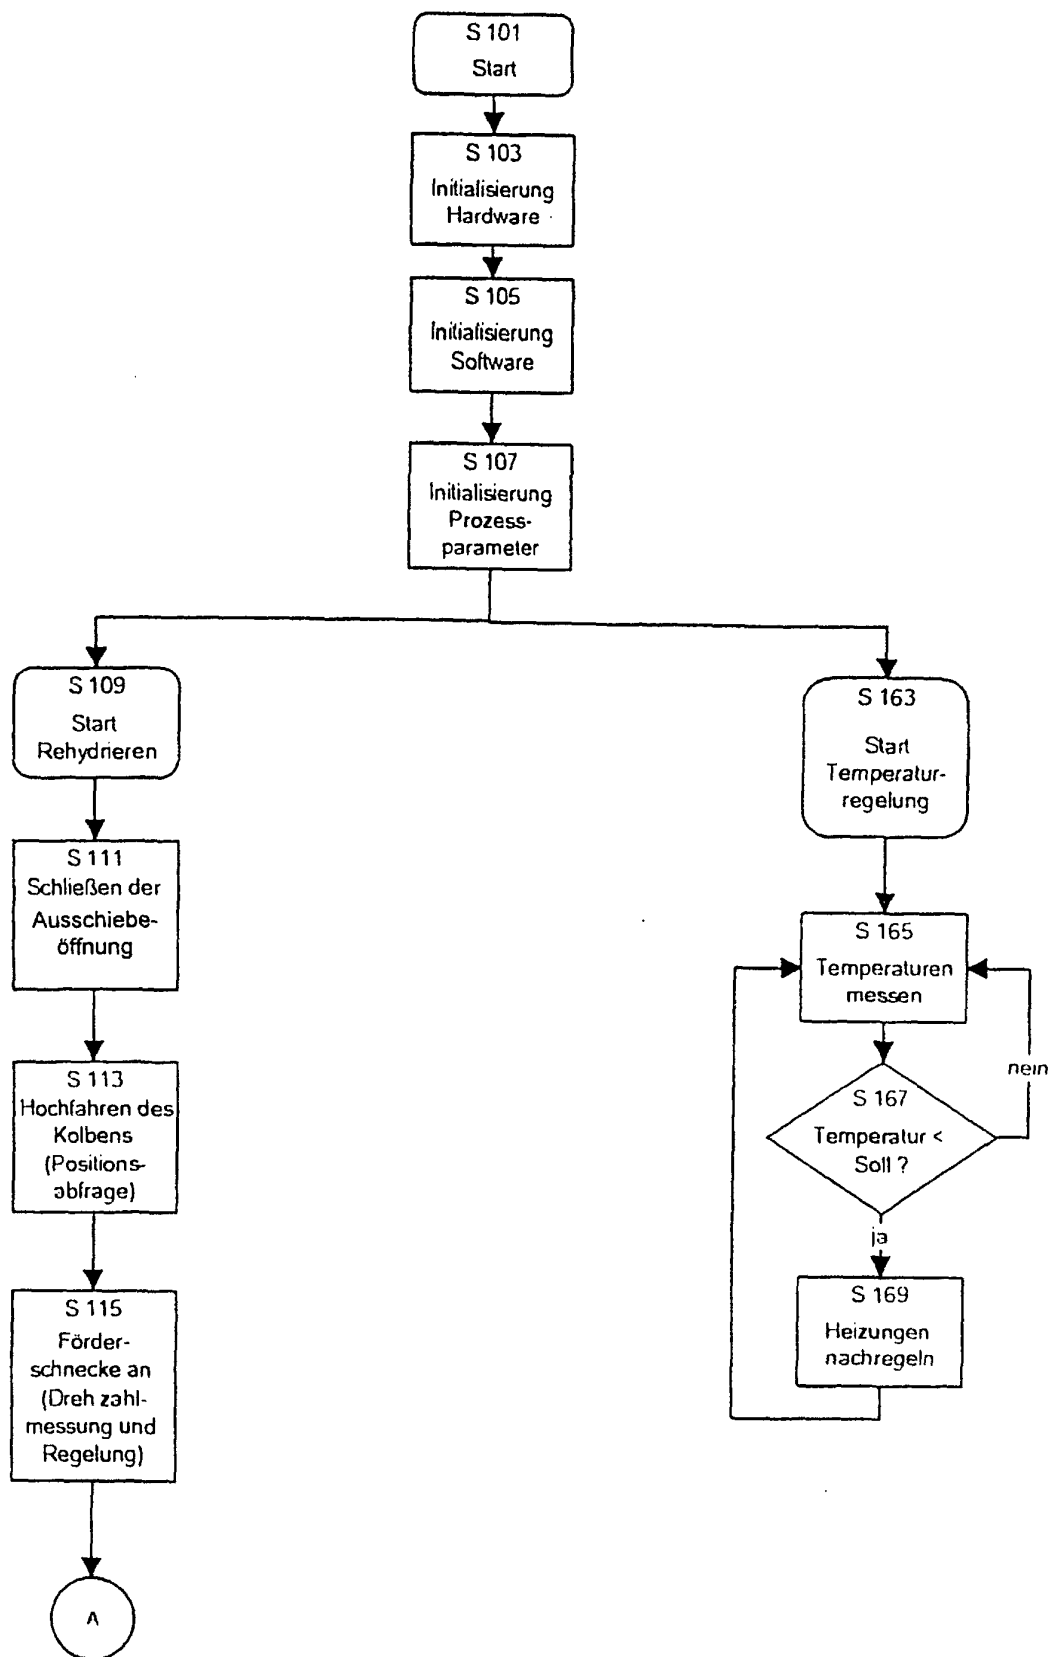 S 101
Start
S 103
Initialisierung
Hardware
S 105
Initialisierung
Software
S 107
Initialisierung
Prozess-
parameter
S 109
Start
Rehydrieren
S 111
Schließen der
Ausschiebe-
öffnung
S 113
Hochfahren des
Kolbens
(Positions-
abfrage)
S 115
Förder-
schnecke an
(Dreh zahl-
messung und
Regelung)
A
S 163
Start
Temperatur-
regelung
S 165
Temperaturen
messen
nein
S 167
Temperatur <
Soll ?
ja
S 169
Heizungen
nachregeln